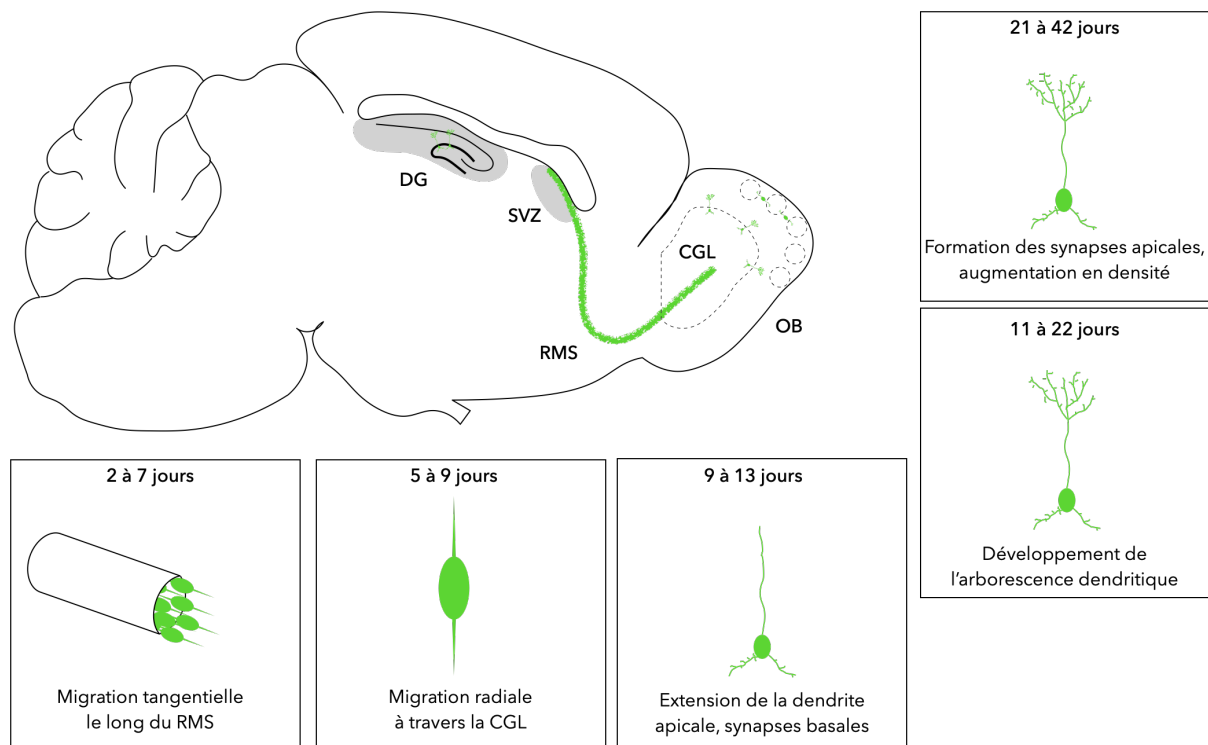 DG
SVZ
CGL
OB
RMS
2 à 7 jours
Migration tangentielle
le long du RMS
5 à 9 jours
Migration radiale
à travers la CGL
9 à 13 jours
Extension de la dendrite
apicale, synapses basales
11 à 22 jours
Développement de
l’arborescence dendritique
21 à 42 jours
Formation des synapses apicales,
augmentation en densité